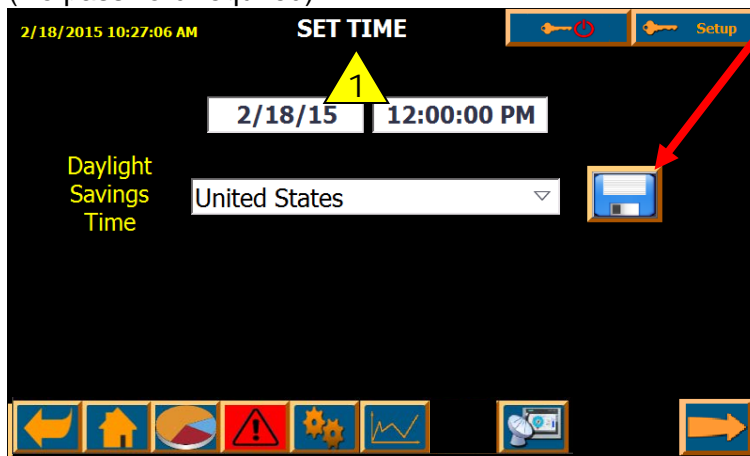 2/18/2015 10:27:06 AM
SET TIME
Setup
1
2/18/15
12:00:00 PM
Daylight
Savings
Time
United States